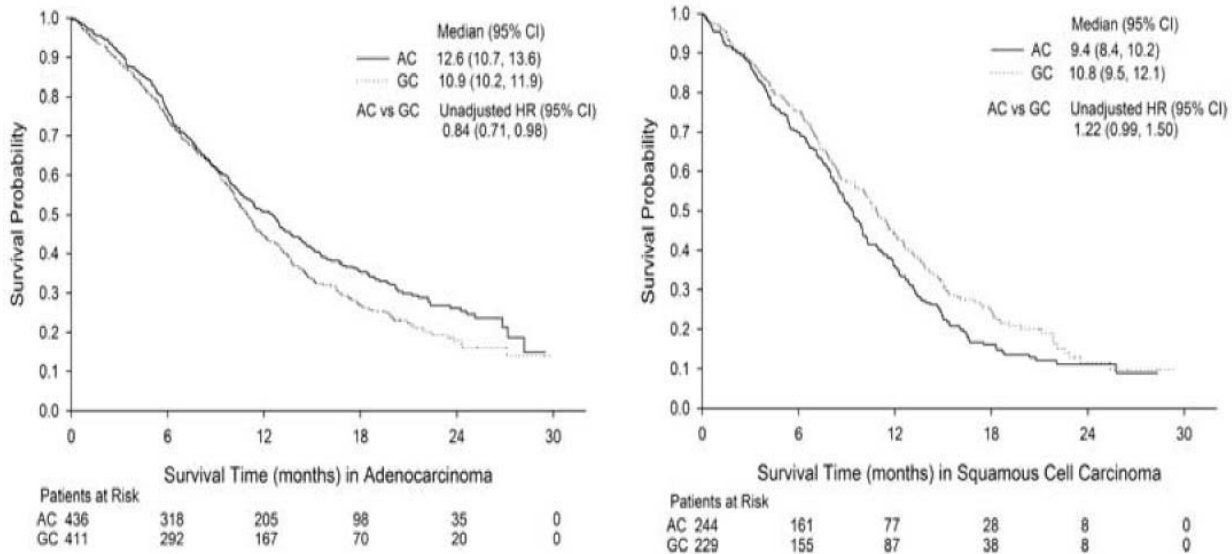 Median (95% CI)
AC 12.6 (10.7, 13.6)
GC 10.9 (10.2, 11.9)
AC vs GC Unadjusted HR (95% CI)
0.84 (0.71, 0.98)
Survival Probability
1.0
0.9
0.8
0.7
0.6
0.5
0.4
0.3
0.2
0.1
0.0
0 6 12 18 24 30
Survival Time (months) in Adenocarcinoma
Patients at Risk
AC 436 318 205 98 35 0
GC 411 292 167 70 20 0
Median (95% CI)
AC 9.4 (8.4, 10.2)
GC 10.8 (9.5, 12.1)
AC vs GC Unadjusted HR (95% CI)
1.22 (0.99, 1.50)
Survival Probability
1.0
0.9
0.8
0.7
0.6
0.5
0.4
0.3
0.2
0.1
0.0
0 6 12 18 24 30
Survival Time (months) in Squamous Cell Carcinoma
Patients at Risk
AC 244 161 77 28 8 0
GC 229 155 87 38 8 0